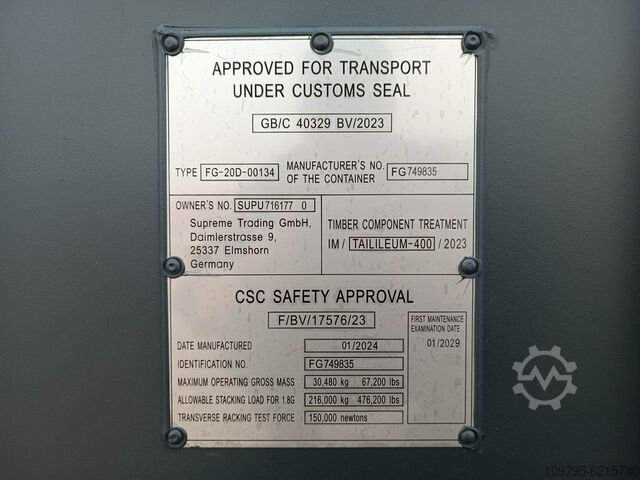 APPROVED FOR TRANSPORT
UNDER CUSTOMS SEAL
GB/C 40329 BV/2023
TYPE FG-20D-00134 MANUFACTURER'S NO. OF THE CONTAINER FG749835
OWNER'S NO. SUPU716177 0
Supreme Trading GmbH,
Daimlerstrasse 9,
25337 Elmshorn
Germany
TIMBER COMPONENT TREATMENT
IM / TAILILEUM-400 / 2023
CSC SAFETY APPROVAL
F/BV/17576/23
DATE MANUFACTURED 01/2024
IDENTIFICATION NO. FG749835
MAXIMUM OPERATING GROSS MASS 30,480 kg 67,200 lbs
ALLOWABLE STACKING LOAD FOR 1.8G 216,000 kg 476,200 lbs
TRANSVERSE RACKING TEST FORCE 150,000 newtons
FIRST MAINTENANCE
EXAMINATION DATE
01/2029
109795-6215740